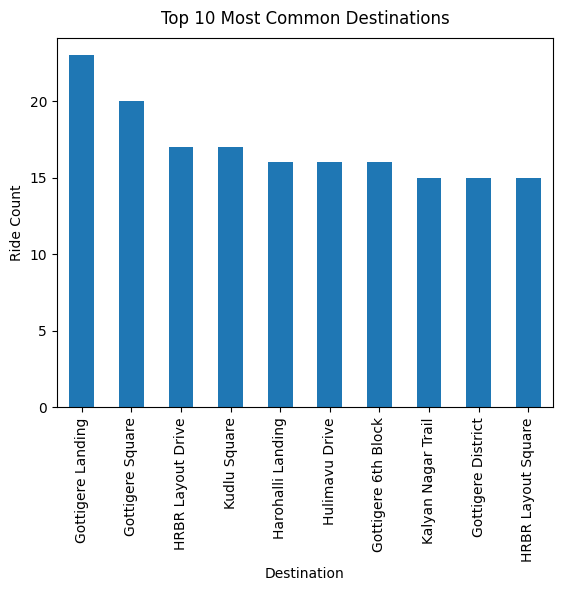 Top 10 Most Common Destinations
Ride Count
20
15
10
5
0
Gottigere Landing
Gottigere Square
HRBR Layout Drive
Kudlu Square
Harohalli Landing
Hulimavu Drive
Gottigere 6th Block
Kalyan Nagar Trail
Gottigere District
HRBR Layout Square
Destination